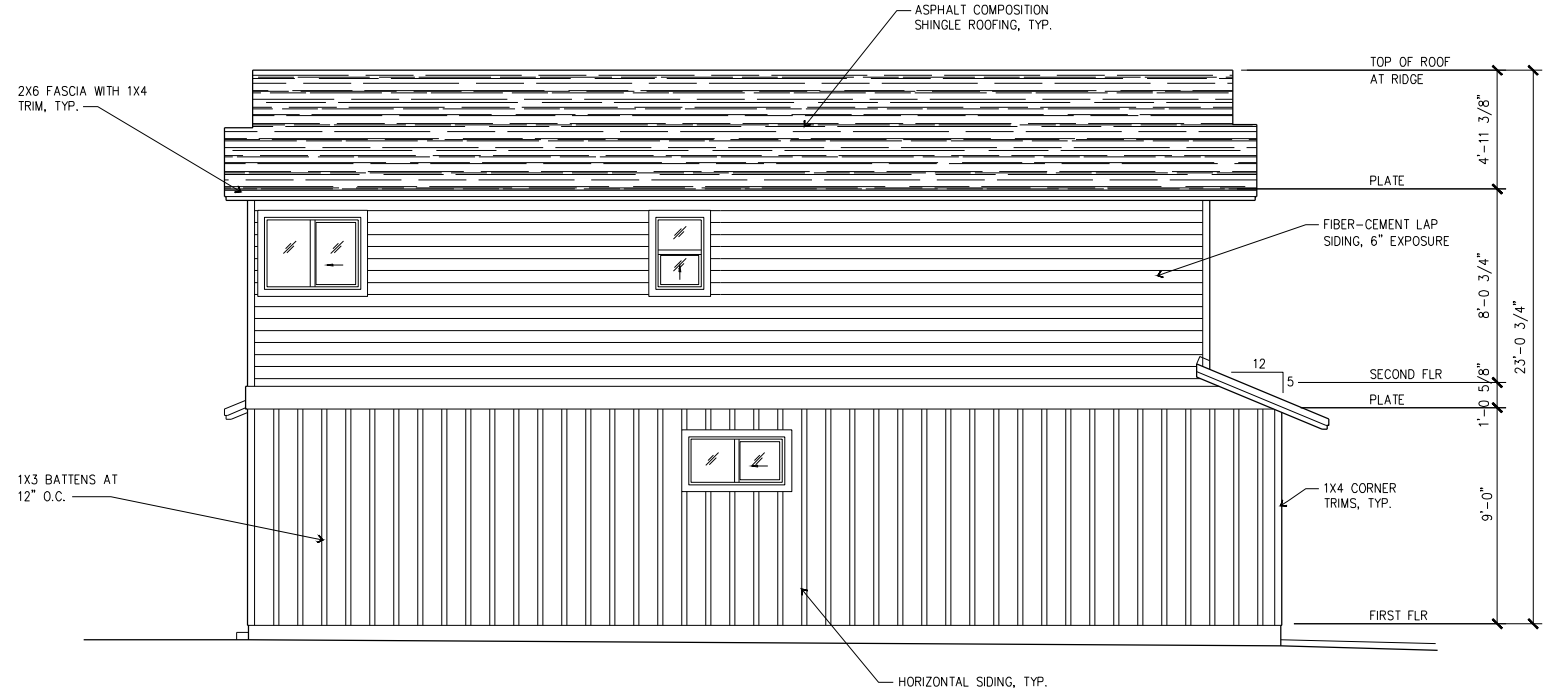 ASPHALT COMPOSITION
SHINGLE ROOFING, TYP.
TOP OF ROOF
AT RIDGE
2X6 FASCIA WITH 1X4
TRIM, TYP.
4'-11 3/8"
PLATE
FIBER-CEMENT LAP
SIDING, 6" EXPOSURE
8'-0 3/4"
23'-0 3/4"
12
5
SECOND FLR
1'-0 5/8"
PLATE
1X3 BATTENS AT
12" O.C.
1X4 CORNER
TRIMS, TYP.
9'-0"
FIRST FLR
HORIZONTAL SIDING, TYP.